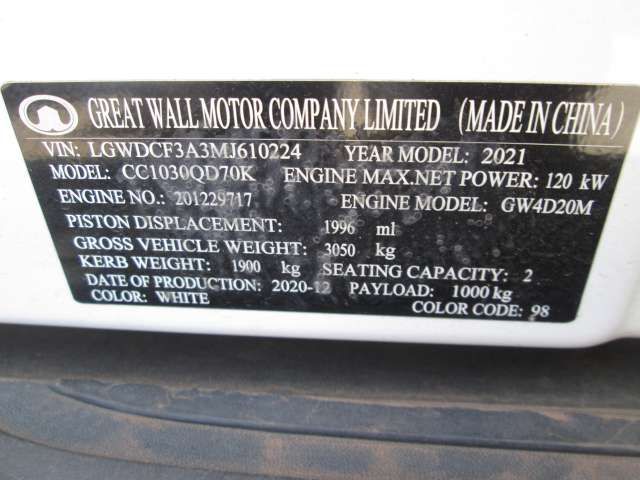 GREAT WALL MOTOR COMPANY LIMITED (MADE IN CHINA)
VIN: LGWDCF3A3MJ610224 YEAR MODEL: 2021
MODEL: CC1030QD70K ENGINE MAX.NET POWER: 120 kW
ENGINE NO.: 201229717 ENGINE MODEL: GW4D20M
PISTON DISPLACEMENT: 1996 ml
GROSS VEHICLE WEIGHT: 3050 kg
KERB WEIGHT: 1900 kg SEATING CAPACITY: 2
DATE OF PRODUCTION: 2020-12 PAYLOAD: 1000 kg
COLOR: WHITE COLOR CODE: 98